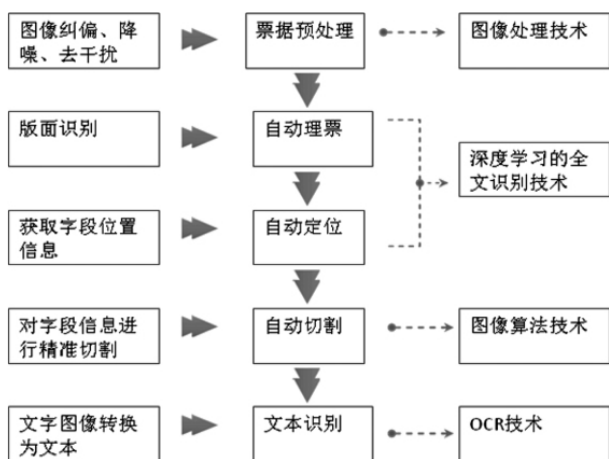 图像纠偏、降
噪、去干扰
票据预处理
图像处理技术
版面识别
自动理票
深度学习的全
文识别技术
获取字段位置
信息
自动定位
对字段信息进
行精准切割
自动切割
图像算法技术
文字图像转换
为文本
文本识别
OCR技术